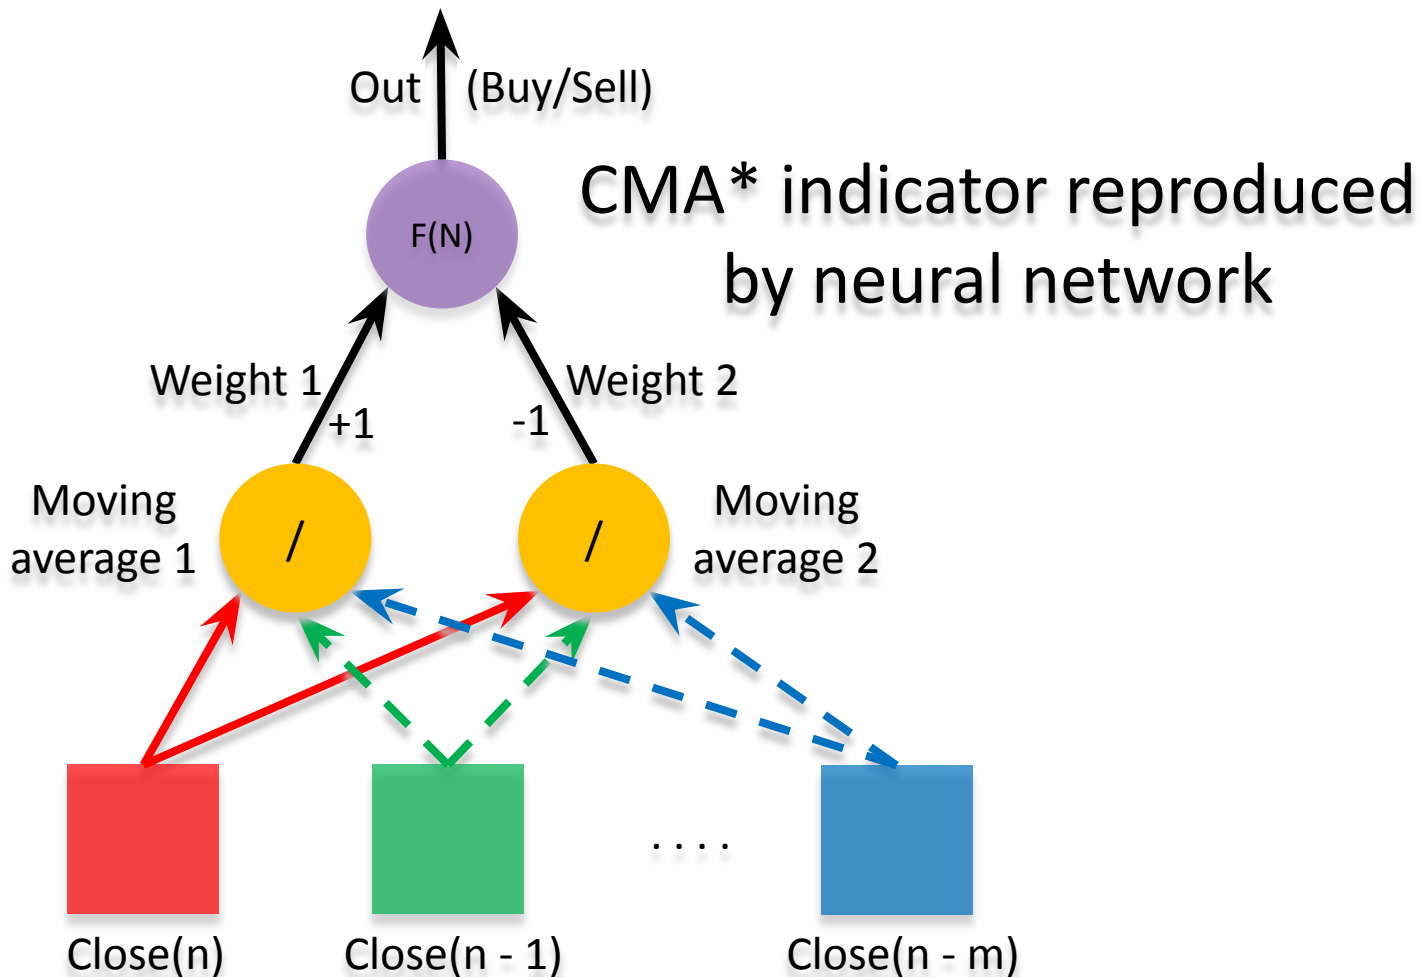 Out (Buy/Sell)
CMA* indicator reproduced
by neural network
F(N)
Weight 1
Weight 2
+1
-1
Moving
average 1
/
/
Moving
average 2
. . . .
Close(n)
Close(n - 1)
Close(n - m)